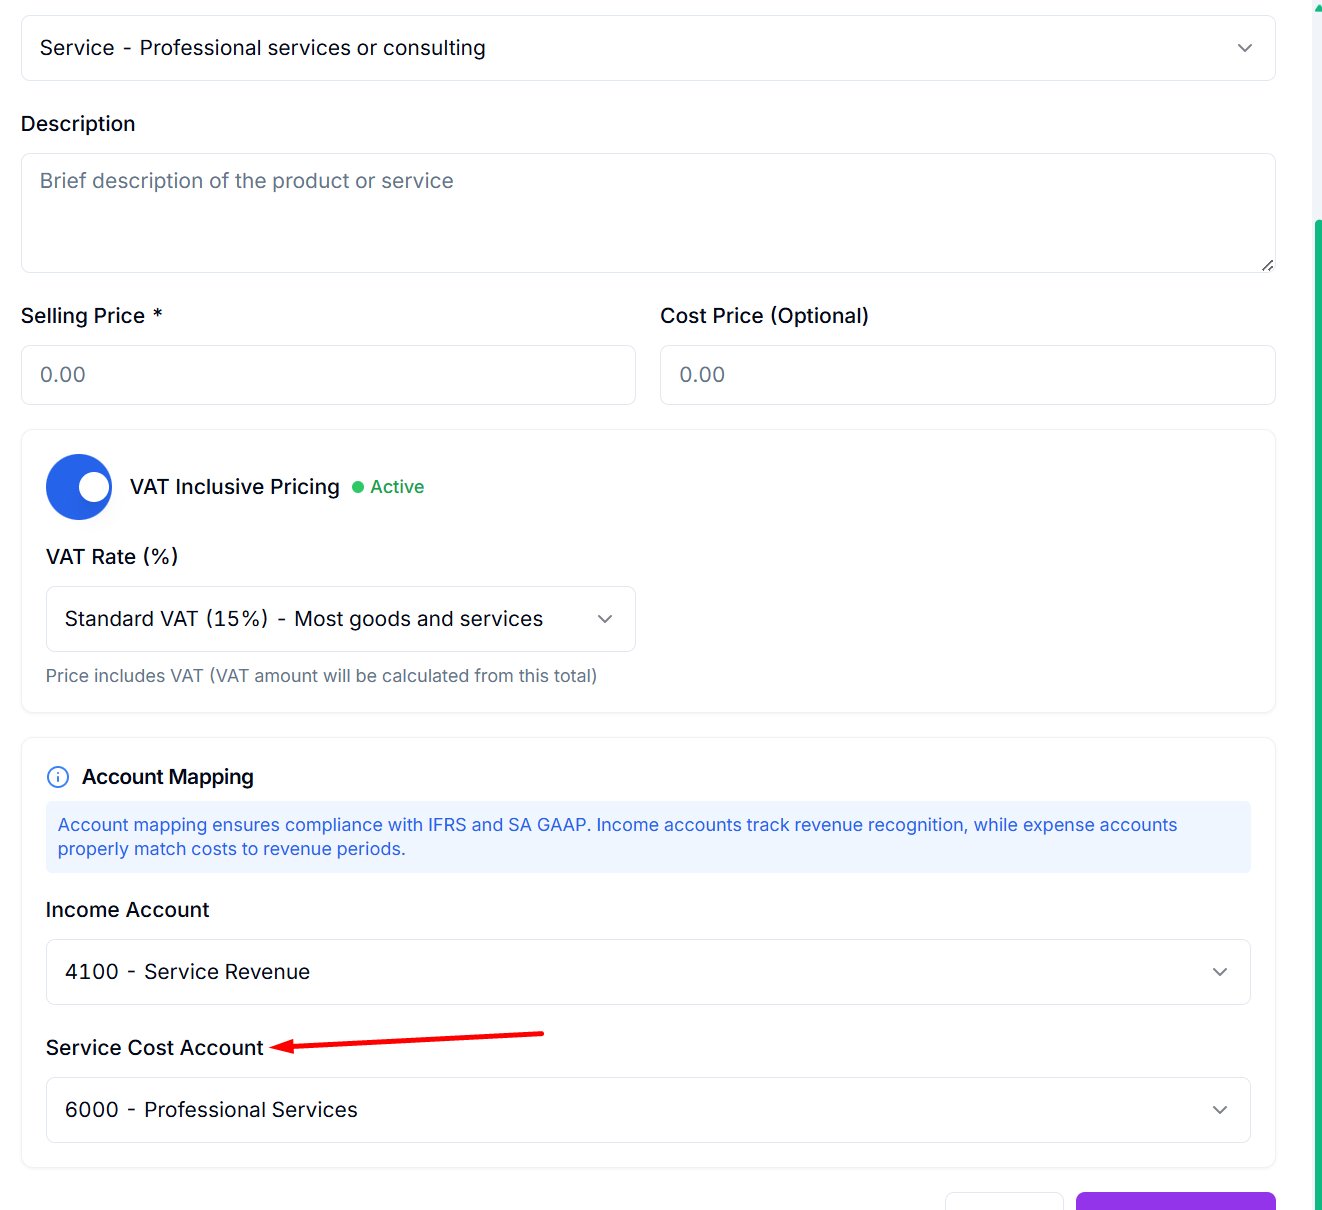 Service - Professional services or consulting
Description
Brief description of the product or service
Selling Price *
Cost Price (Optional)
0.00
0.00
VAT Inclusive Pricing
Active
VAT Rate (%)
Standard VAT (15%) - Most goods and services
Price includes VAT (VAT amount will be calculated from this total)
Account Mapping
Account mapping ensures compliance with IFRS and SA GAAP. Income accounts track revenue recognition, while expense accounts
properly match costs to revenue periods.
Income Account
4100 - Service Revenue
Service Cost Account
6000 - Professional Services